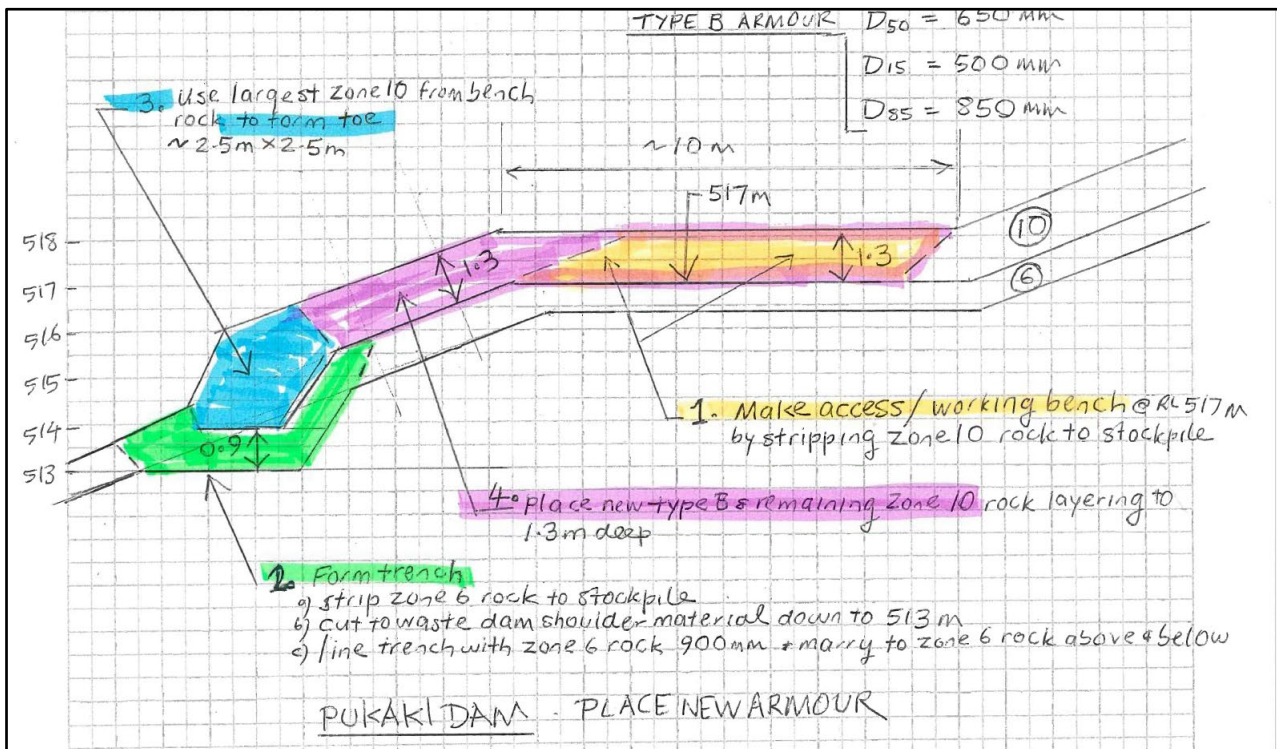 TYPE B ARMOUR D50 = 650 mm
D15 = 500 mm
D85 = 850 mm
3. Use largest zone 10 from bench
rock to form toe
~ 2.5m × 2.5m
~10 m
517m
518
517
516
515
514
513
1.3
1.3
10
6
0.9
1. Make access / working bench @ RL 517m
by stripping zone 10 rock to stockpile
4. Place new type B & remaining zone 10 rock layering to
1.3m deep
2. Form trench
a) strip zone 6 rock to stockpile
b) cut to waste dam shoulder material down to 513 m
c) line trench with zone 6 rock 900mm + marry to zone 6 rock above & below
PUKAKI DAM - PLACE NEW ARMOUR